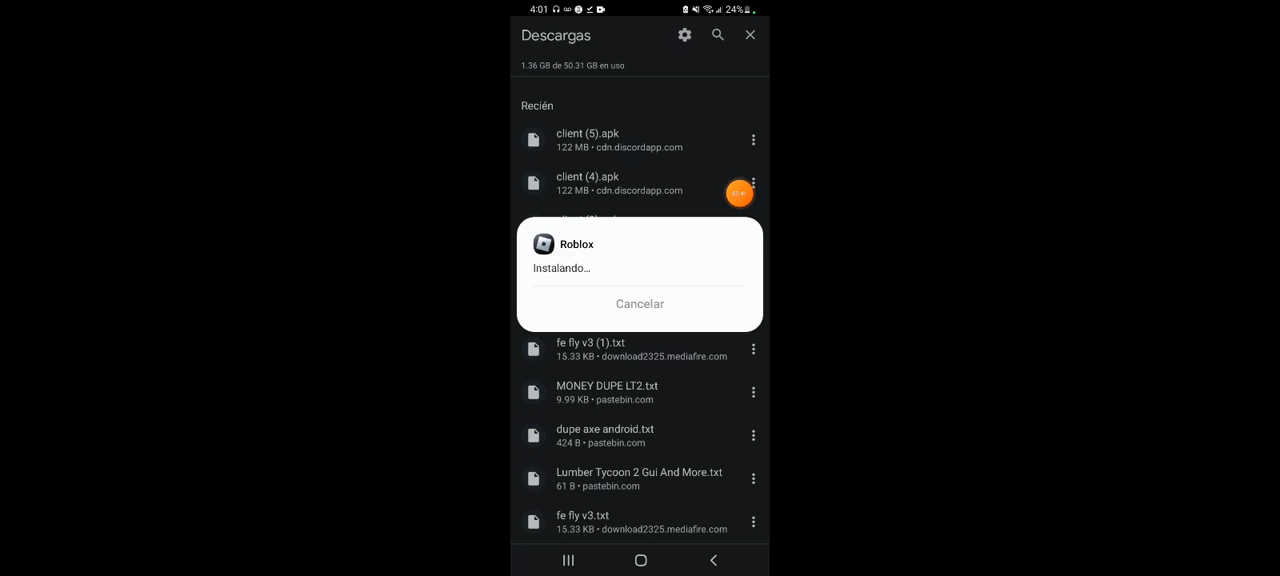 4:01
24%
Descargas
1.36 GB de 50.31 GB en uso
Recién
client (5).apk
122 MB • cdn.discordapp.com
client (4).apk
122 MB • cdn.discordapp.com
Roblox
Instalando...
Cancelar
fe fly v3 (1).txt
15.33 KB • download2325.mediafire.com
MONEY DUPE LT2.txt
9.99 KB • pastebin.com
dupe axe android.txt
424 B • pastebin.com
Lumber Tycoon 2 Gui And More.txt
61 B • pastebin.com
fe fly v3.txt
15.33 KB • download2325.mediafire.com